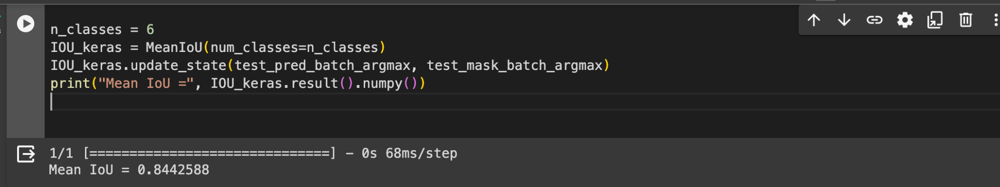 n_classes = 6
IOU_keras = MeanIoU(num_classes=n_classes)
IOU_keras.update_state(test_pred_batch_argmax, test_mask_batch_argmax)
print("Mean IoU =", IOU_keras.result().numpy())
1/1 [==============================] - 0s 68ms/step
Mean IoU = 0.8442588